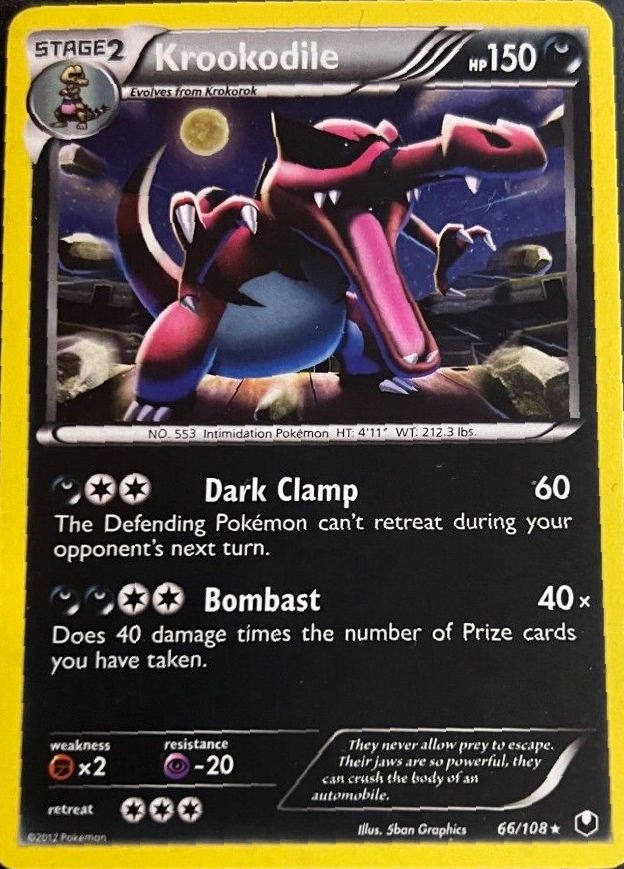 STAGE2
Krookodile
HP150
Evolves from Krokorok
NO. 553 Intimidation Pokémon HT: 4'11" WT: 212.3 lbs.
Dark Clamp 60
The Defending Pokémon can't retreat during your
opponent's next turn.
Bombast 40x
Does 40 damage times the number of Prize cards
you have taken.
weakness resistance
x2 -20
They never allow prey to escape.
Their jaws are so powerful, they
can crush the body of an
automobile.
retreat
©2012 Pokémon
Illus. 5ban Graphics 66/108 ★